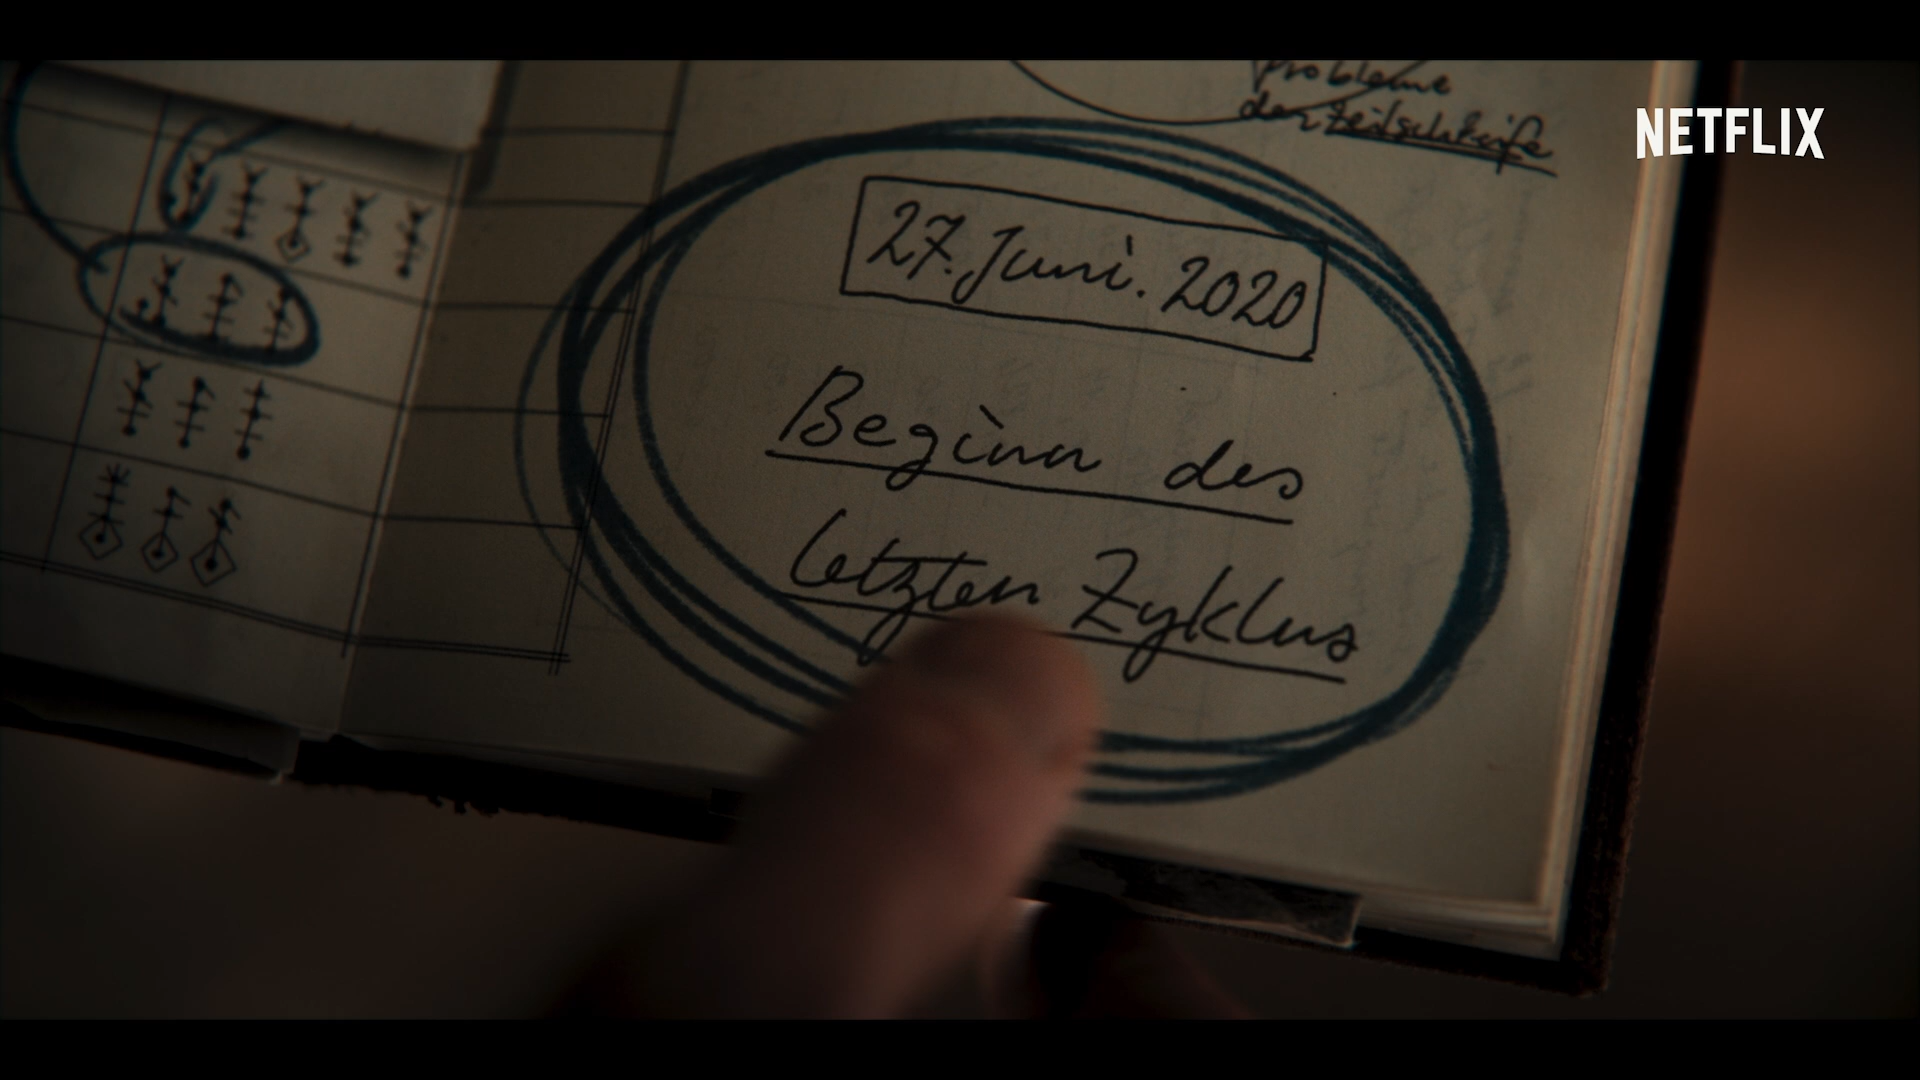 Probleme
der Zeitschleife
NETFLIX
27. Juni. 2020
Beginn des
letzten Zyklus